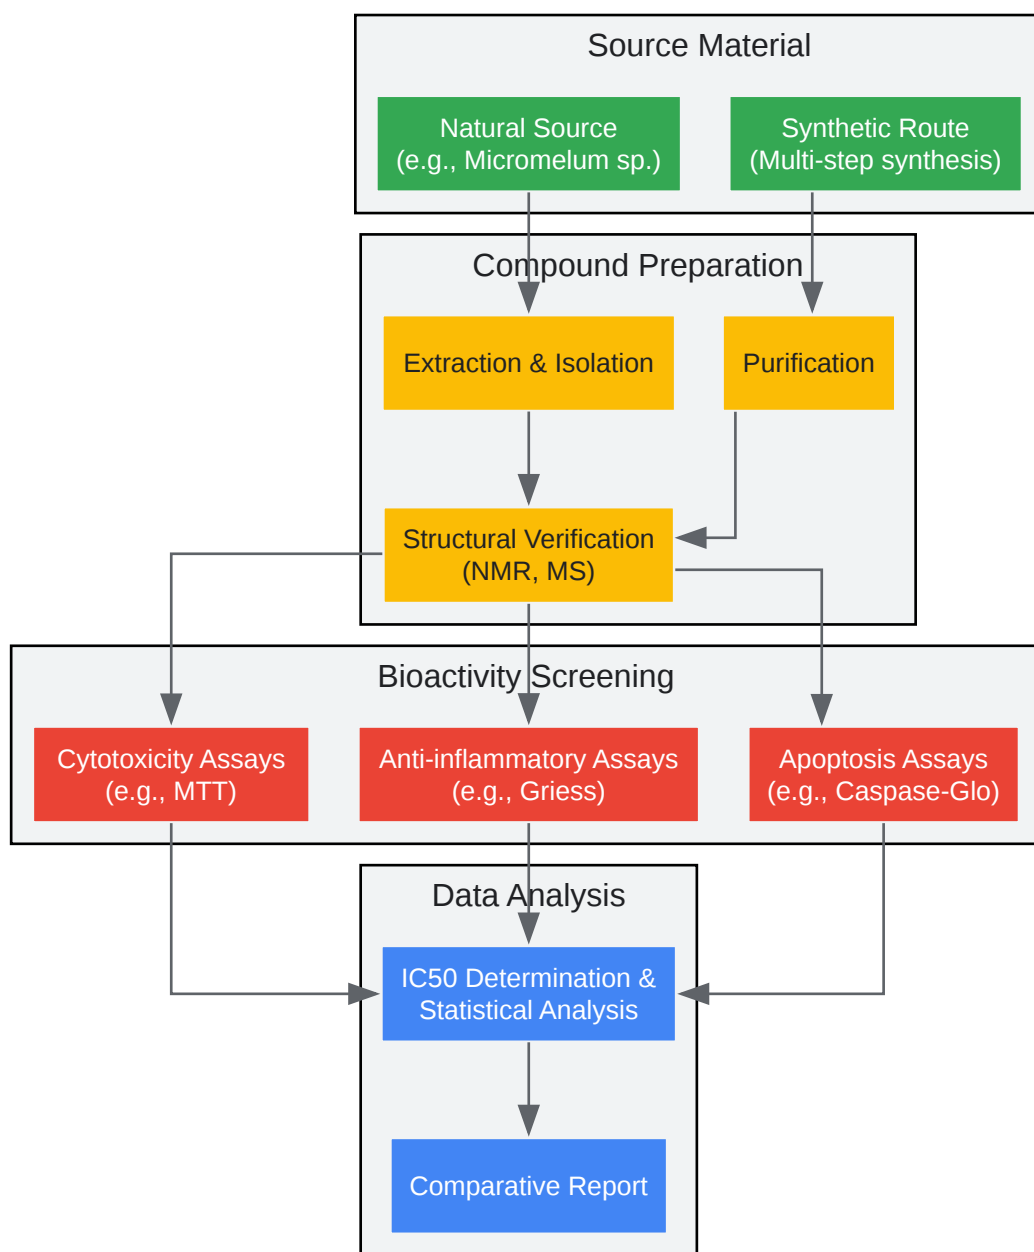 Source Material
Natural Source
(e.g., Micromelum sp.)
Synthetic Route
(Multi-step synthesis)
Compound Preparation
Extraction & Isolation
Purification
Structural Verification
(NMR, MS)
Bioactivity Screening
Cytotoxicity Assays
(e.g., MTT)
Anti-inflammatory Assays
(e.g., Griess)
Apoptosis Assays
(e.g., Caspase-Glo)
Data Analysis
IC50 Determination &
Statistical Analysis
Comparative Report